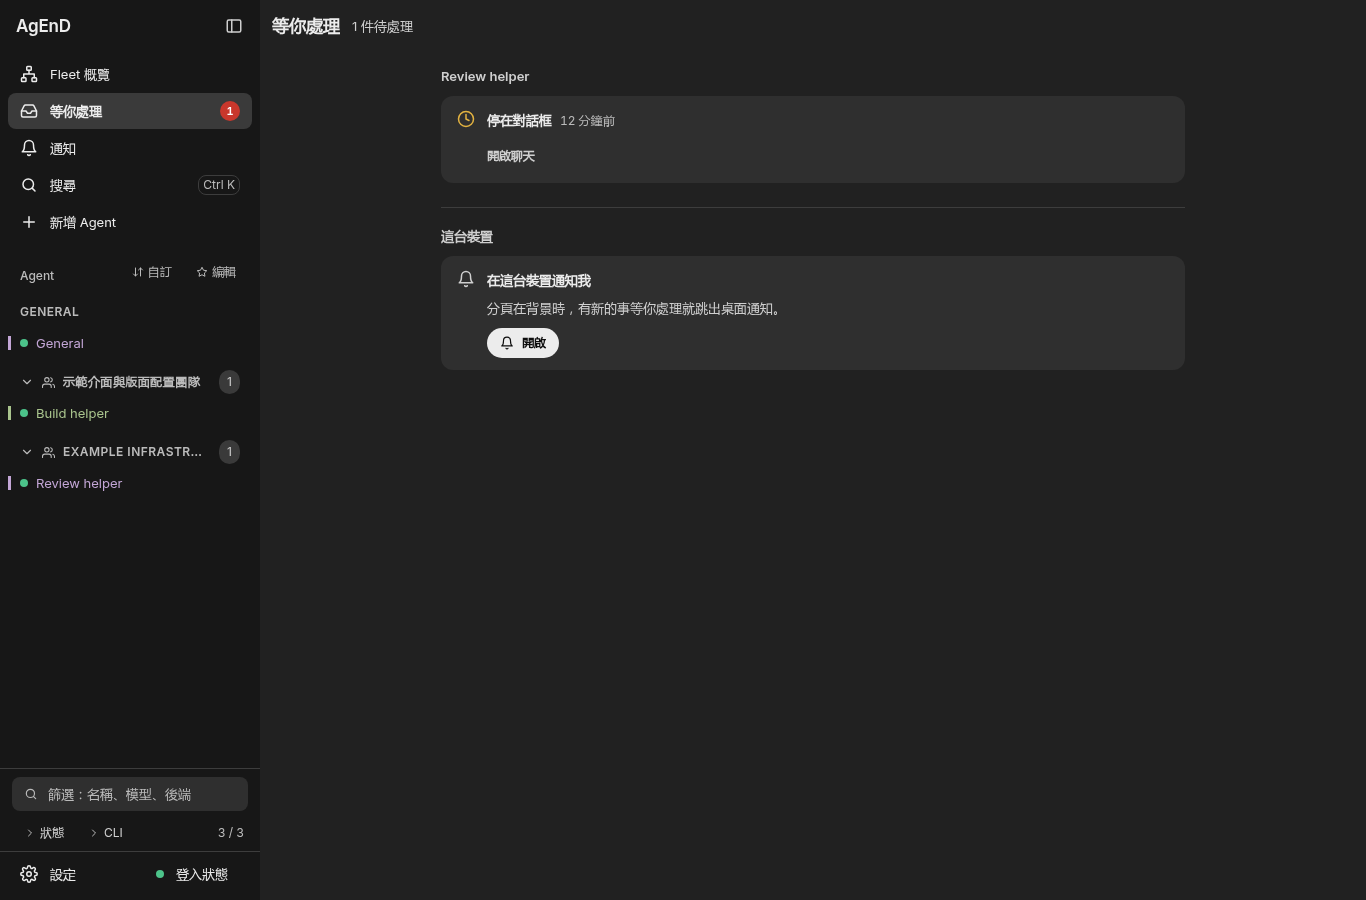 AgEnD
Fleet 概覽
等你處理 1
通知
搜尋 Ctrl K
新增 Agent
Agent 自訂 編輯
GENERAL
General
示範介面與版面配置團隊 1
Build helper
EXAMPLE INFRASTR... 1
Review helper
篩選：名稱、模型、後端
狀態 CLI 3 / 3
設定 登入狀態
等你處理 1 件待處理
Review helper
停在對話框 12 分鐘前
開啟聊天
這台裝置
在這台裝置通知我
分頁在背景時，有新的事等你處理就跳出桌面通知。
開啟